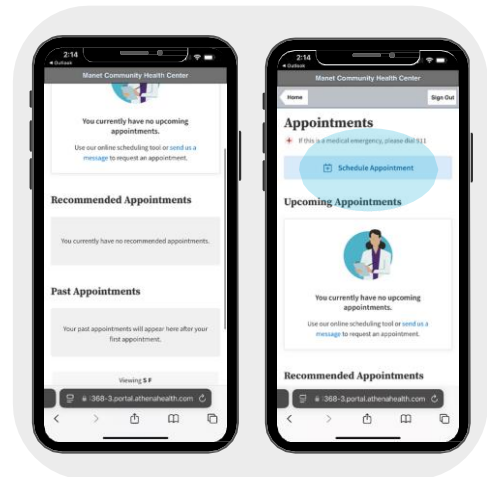 2:14
◀ Outlook
Manet Community Health Center
You currently have no upcoming
appointments.
Use our online scheduling tool or send us a
message to request an appointment.
Recommended Appointments
You currently have no recommended appointments.
Past Appointments
Your past appointments will appear here after your
first appointment.
Viewing S F
:368-3.portal.athenahealth.com
2:14
◀ Outlook
Manet Community Health Center
Home
Sign Out
Appointments
If this is a medical emergency, please dial 911
Schedule Appointment
Upcoming Appointments
You currently have no upcoming
appointments.
Use our online scheduling tool or send us a
message to request an appointment.
Recommended Appointments
:368-3.portal.athenahealth.com